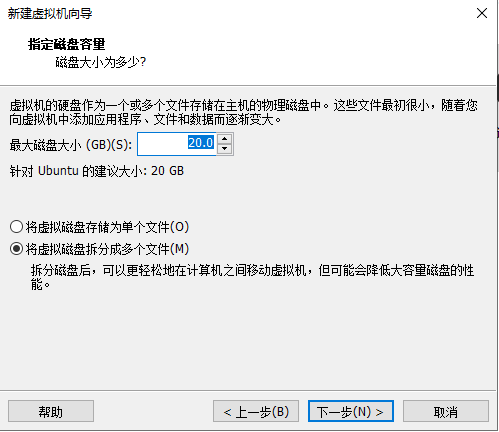 新建虚拟机向导
指定磁盘容量
磁盘大小为多少?
虚拟机的硬盘作为一个或多个文件存储在主机的物理磁盘中。这些文件最初很小，随着您
向虚拟机中添加应用程序、文件和数据而逐渐变大。
最大磁盘大小 (GB)(S): 20.0
针对 Ubuntu 的建议大小: 20 GB
将虚拟磁盘存储为单个文件(O)
将虚拟磁盘拆分成多个文件(M)
拆分磁盘后，可以更轻松地在计算机之间移动虚拟机，但可能会降低大容量磁盘的性
能。
帮助 < 上一步(B) 下一步(N) > 取消